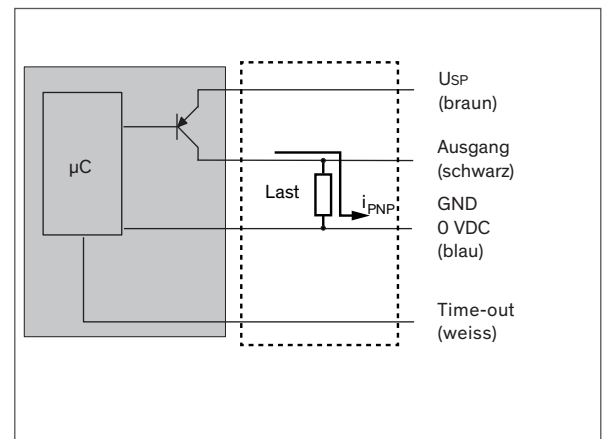 USP
(braun)
µC
Ausgang
(schwarz)
Last
iPNP
GND
0 VDC
(blau)
Time-out
(weiss)